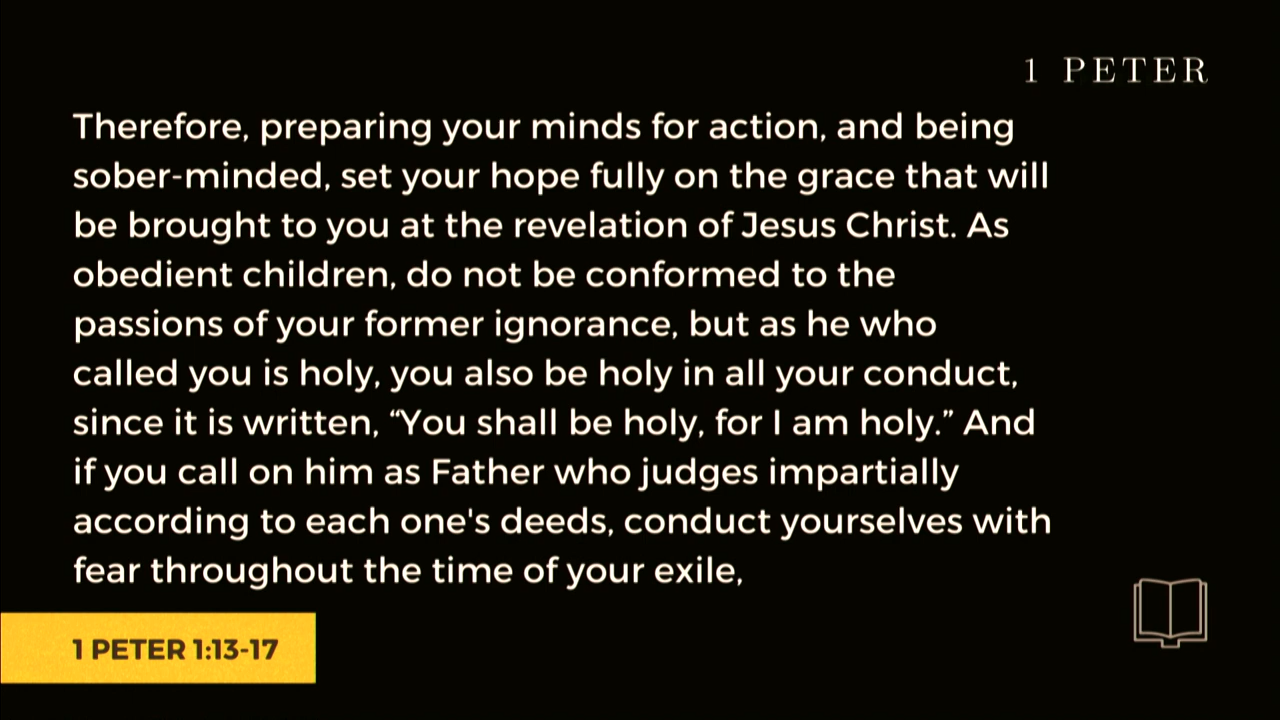 1 PETER
Therefore, preparing your minds for action, and being
sober-minded, set your hope fully on the grace that will
be brought to you at the revelation of Jesus Christ. As
obedient children, do not be conformed to the
passions of your former ignorance, but as he who
called you is holy, you also be holy in all your conduct,
since it is written, “You shall be holy, for I am holy.” And
if you call on him as Father who judges impartially
according to each one's deeds, conduct yourselves with
fear throughout the time of your exile,
1 PETER 1:13-17